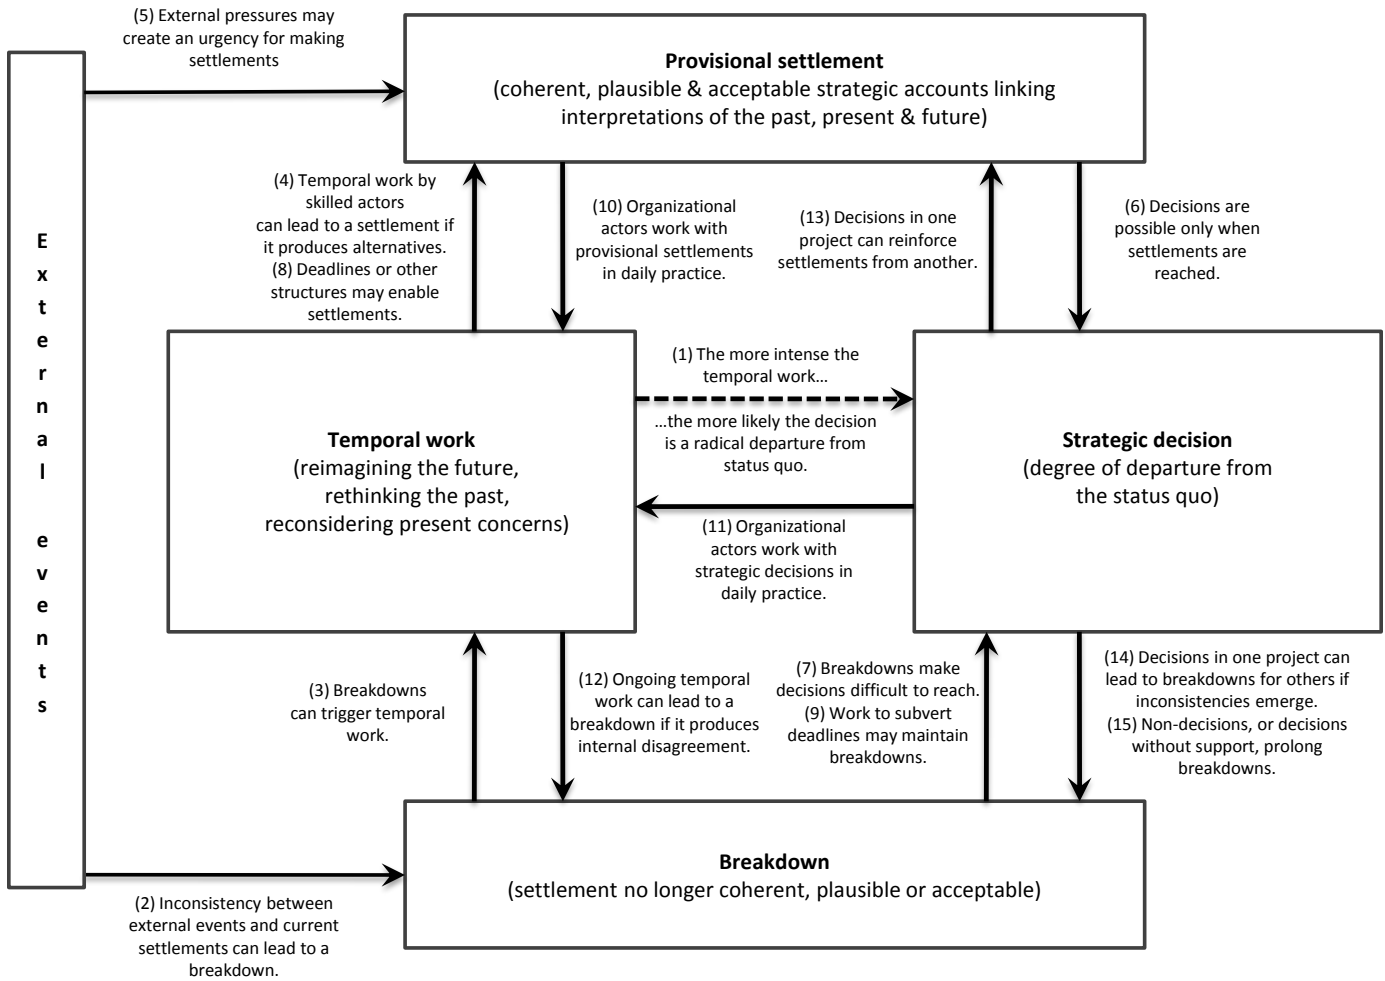 (5) External pressures may
create an urgency for making
settlements
Provisional settlement
(coherent, plausible & acceptable strategic accounts linking
interpretations of the past, present & future)
External events
(4) Temporal work by
skilled actors
can lead to a settlement if
it produces alternatives.
(8) Deadlines or other
structures may enable
settlements.
(10) Organizational
actors work with
provisional settlements
in daily practice.
(13) Decisions in one
project can reinforce
settlements from another.
(6) Decisions are
possible only when
settlements are
reached.
Temporal work
(reimagining the future,
rethinking the past,
reconsidering present concerns)
(1) The more intense the
temporal work…
…the more likely the decision
is a radical departure from
status quo.
(11) Organizational
actors work with
strategic decisions in
daily practice.
Strategic decision
(degree of departure from
the status quo)
(3) Breakdowns
can trigger temporal
work.
(12) Ongoing temporal
work can lead to a
breakdown if it produces
internal disagreement.
(7) Breakdowns make
decisions difficult to reach.
(9) Work to subvert
deadlines may maintain
breakdowns.
(14) Decisions in one project can
lead to breakdowns for others if
inconsistencies emerge.
(15) Non-decisions, or decisions
without support, prolong
breakdowns.
Breakdown
(settlement no longer coherent, plausible or acceptable)
(2) Inconsistency between
external events and current
settlements can lead to a
breakdown.